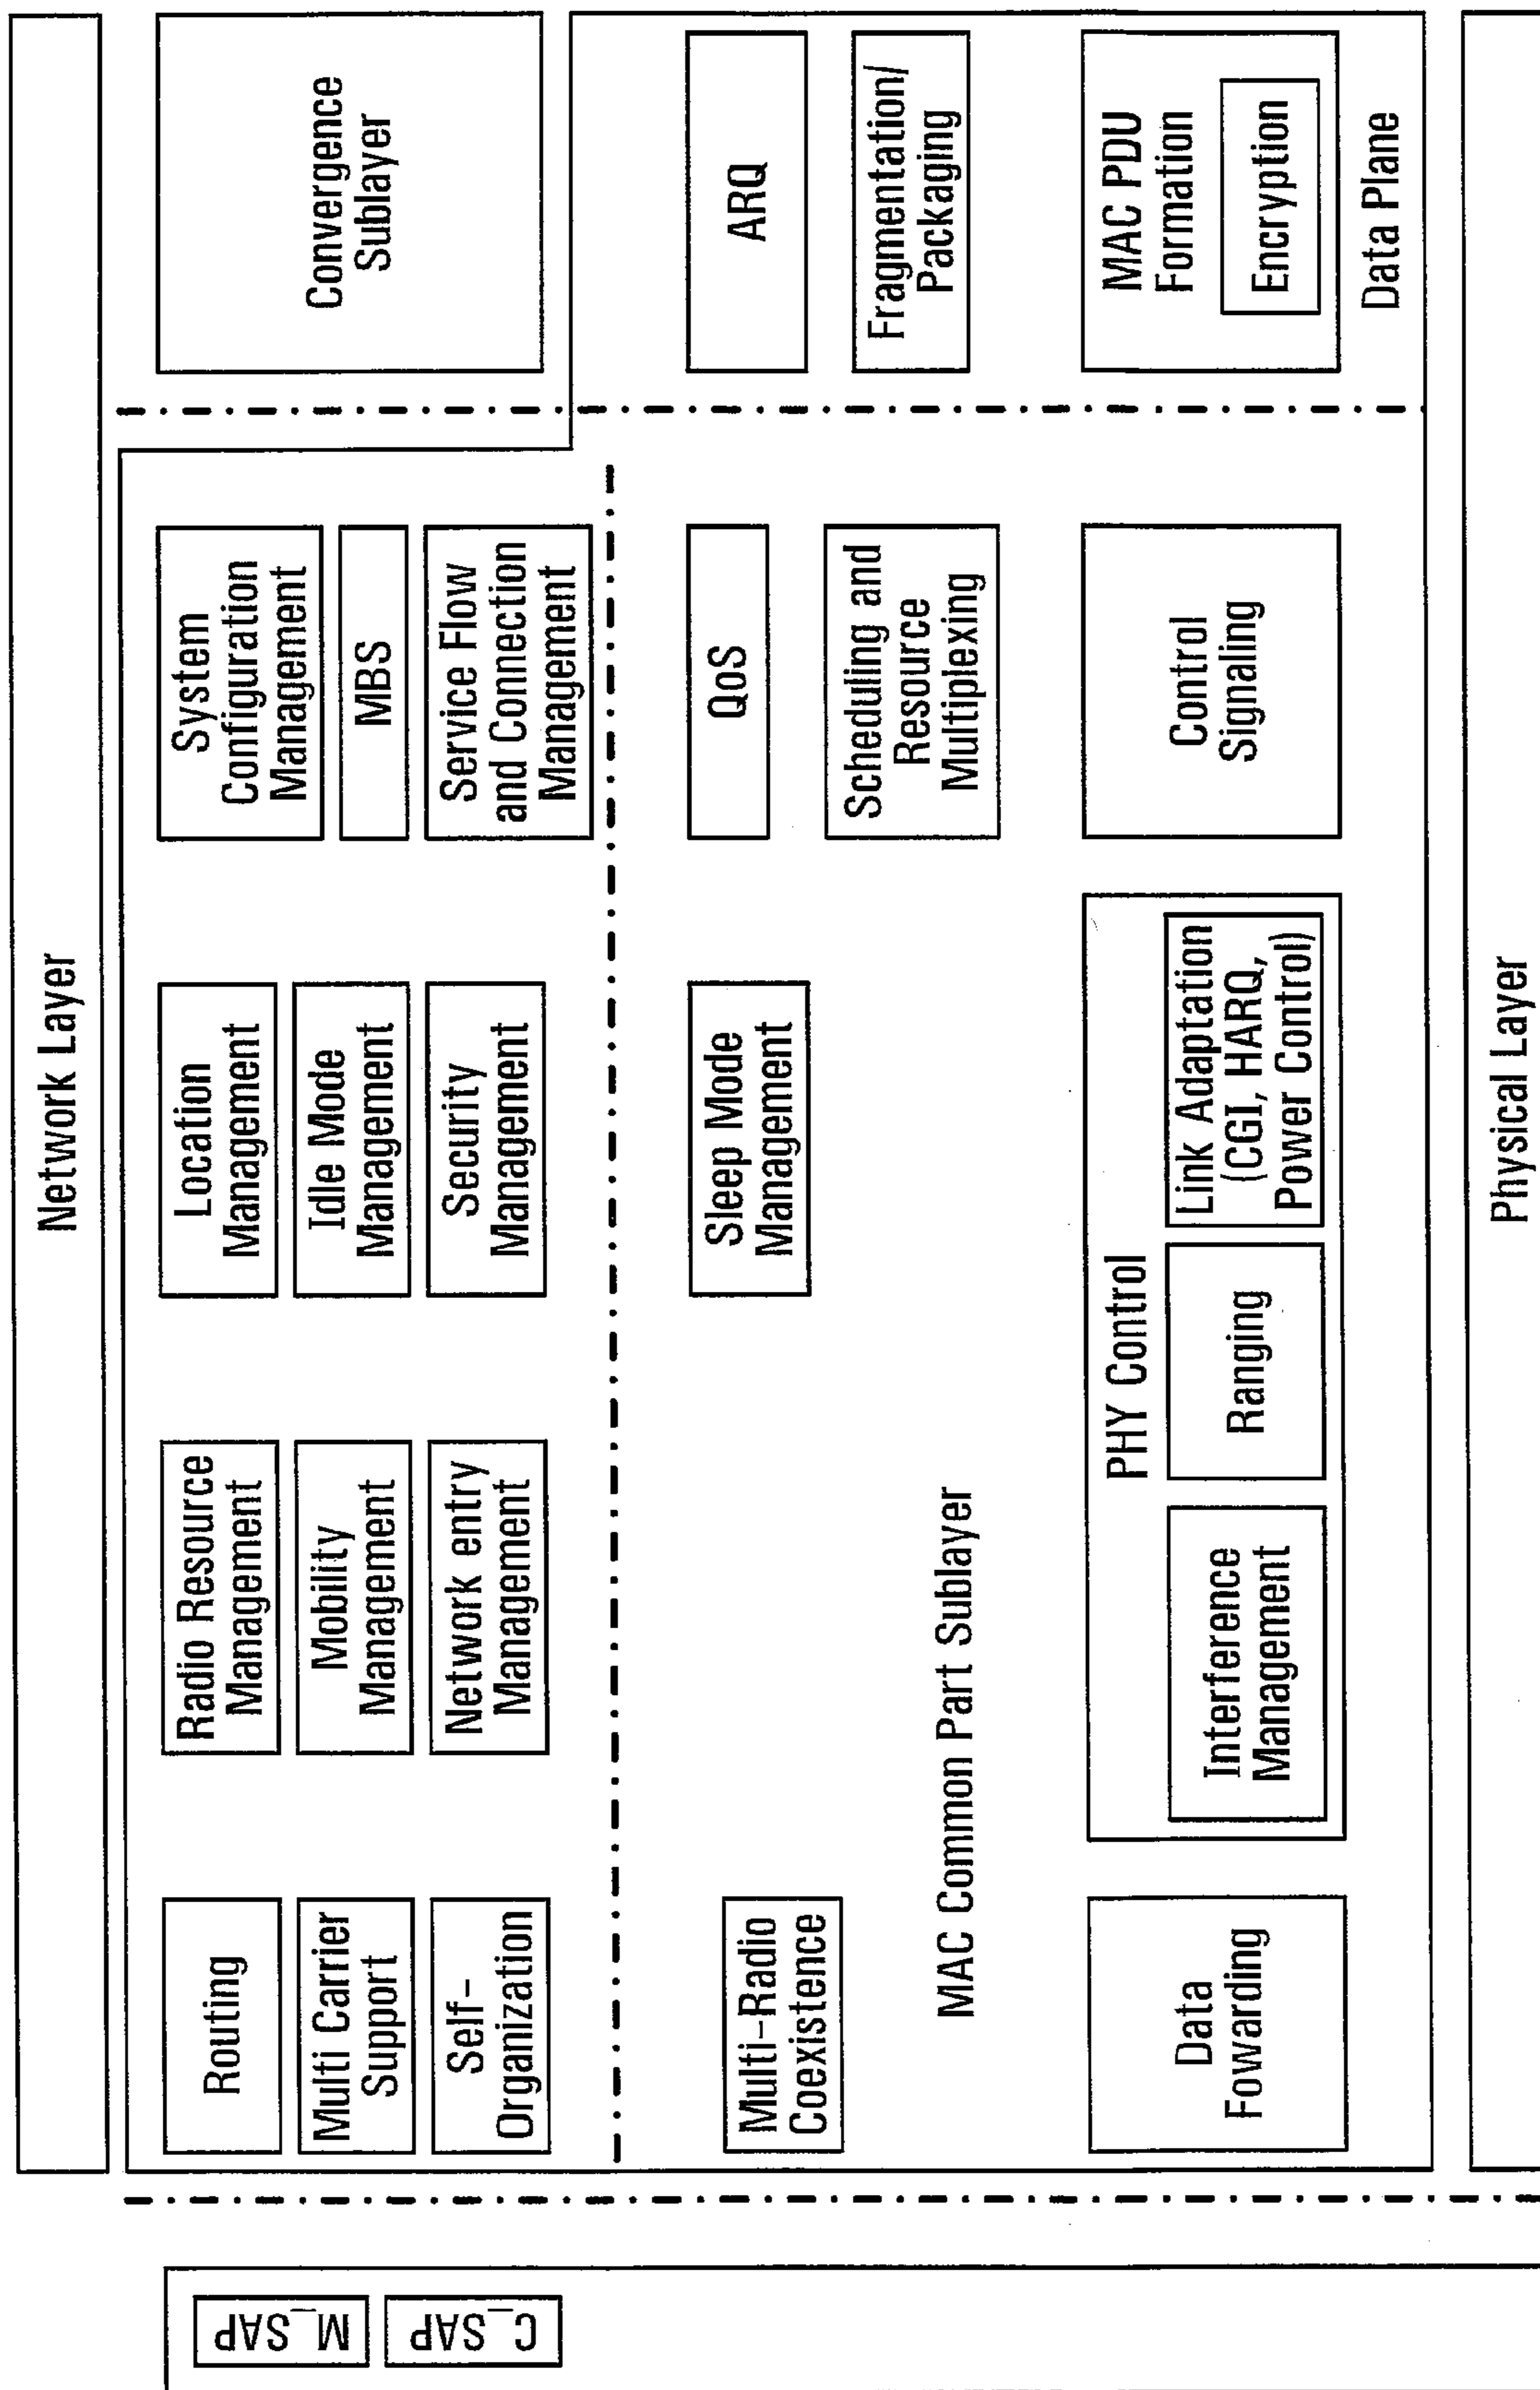 Network Layer
M_SAP
C_SAP
Routing
Multi Carrier
Support
Self-
Organization
Radio Resource
Management
Mobility
Management
Network entry
Management
Location
Management
Idle Mode
Management
Security
Management
System
Configuration
Management
MBS
Service Flow
and Connection
Management
Convergence
Sublayer
Multi-Radio
Coexistence
Sleep Mode
Management
QoS
Scheduling and
Resource
Multiplexing
ARQ
Fragmentation/
Packaging
MAC Common Part Sublayer
Data
Fowarding
PHY Control
Interference
Management
Ranging
Link Adaptation
(CGI, HARQ,
Power Control)
Control
Signaling
MAC PDU
Formation
Encryption
Data Plane
Physical Layer